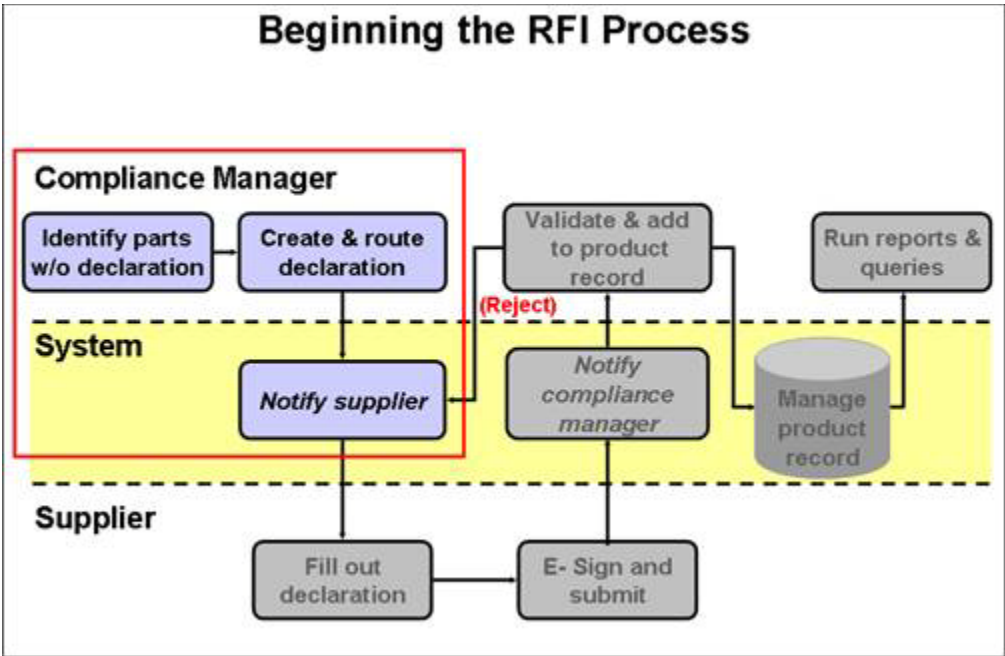 Beginning the RFI Process
Compliance Manager
Identify parts
w/o declaration
Create & route
declaration
Validate & add
to product
record
Run reports &
queries
(Reject)
System
Notify supplier
Notify
compliance
manager
Manage
product
record
Supplier
Fill out
declaration
E- Sign and
submit